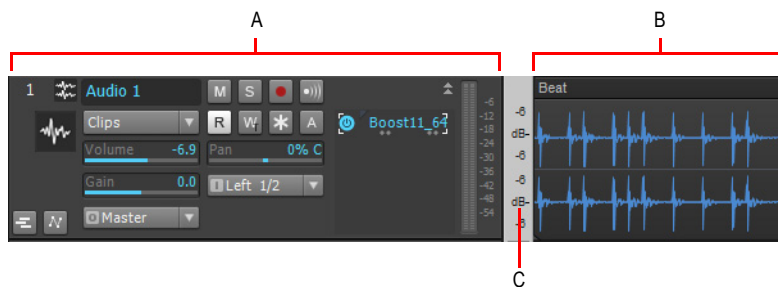 A
B
1 Audio 1 M S
Clips R W * A Boost11_64
Volume -6.9 Pan 0% C
Gain 0.0 I Left 1/2
O Master
-6
-12
-18
-24
-30
-36
-42
-48
-54
-6
dB-
-6
-6
dB-
-6
Beat
C